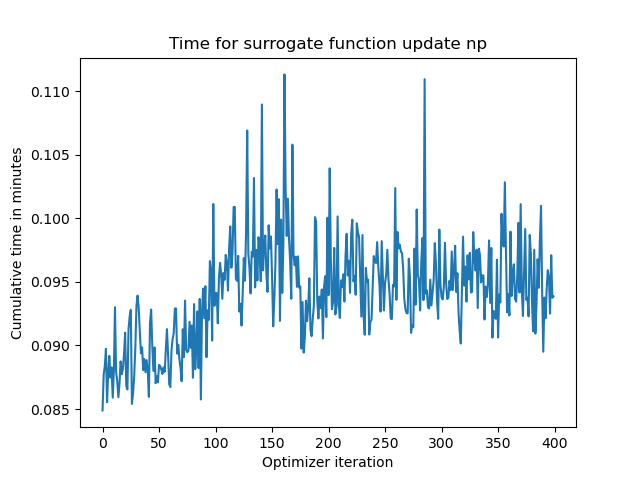 Time for surrogate function update np
Cumulative time in minutes
0.110
0.105
0.100
0.095
0.090
0.085
0 50 100 150 200 250 300 350 400
Optimizer iteration